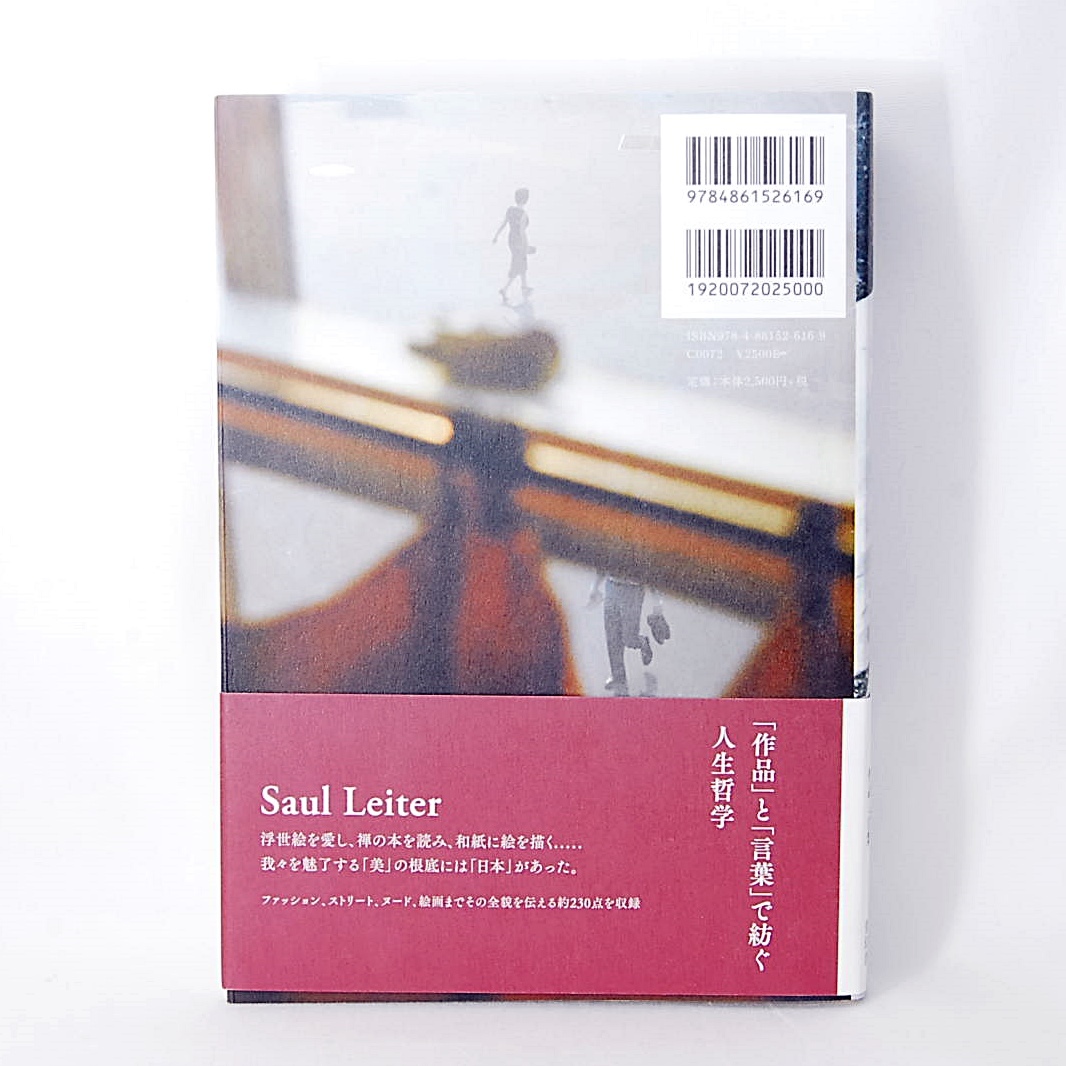 9784861526169
1920072025000
ISBN978-4-86152-616-9
C0072 ¥2500E
定価:本体2,500円+税
「作品」と「言葉」で紡ぐ
人生哲学
Saul Leiter
浮世絵を愛し、禅の本を読み、和紙に絵を描く.....
我々を魅了する「美」の根底には「日本」があった。
ファッション、ストリート、ヌード、絵画までその全貌を伝える約230点を収録